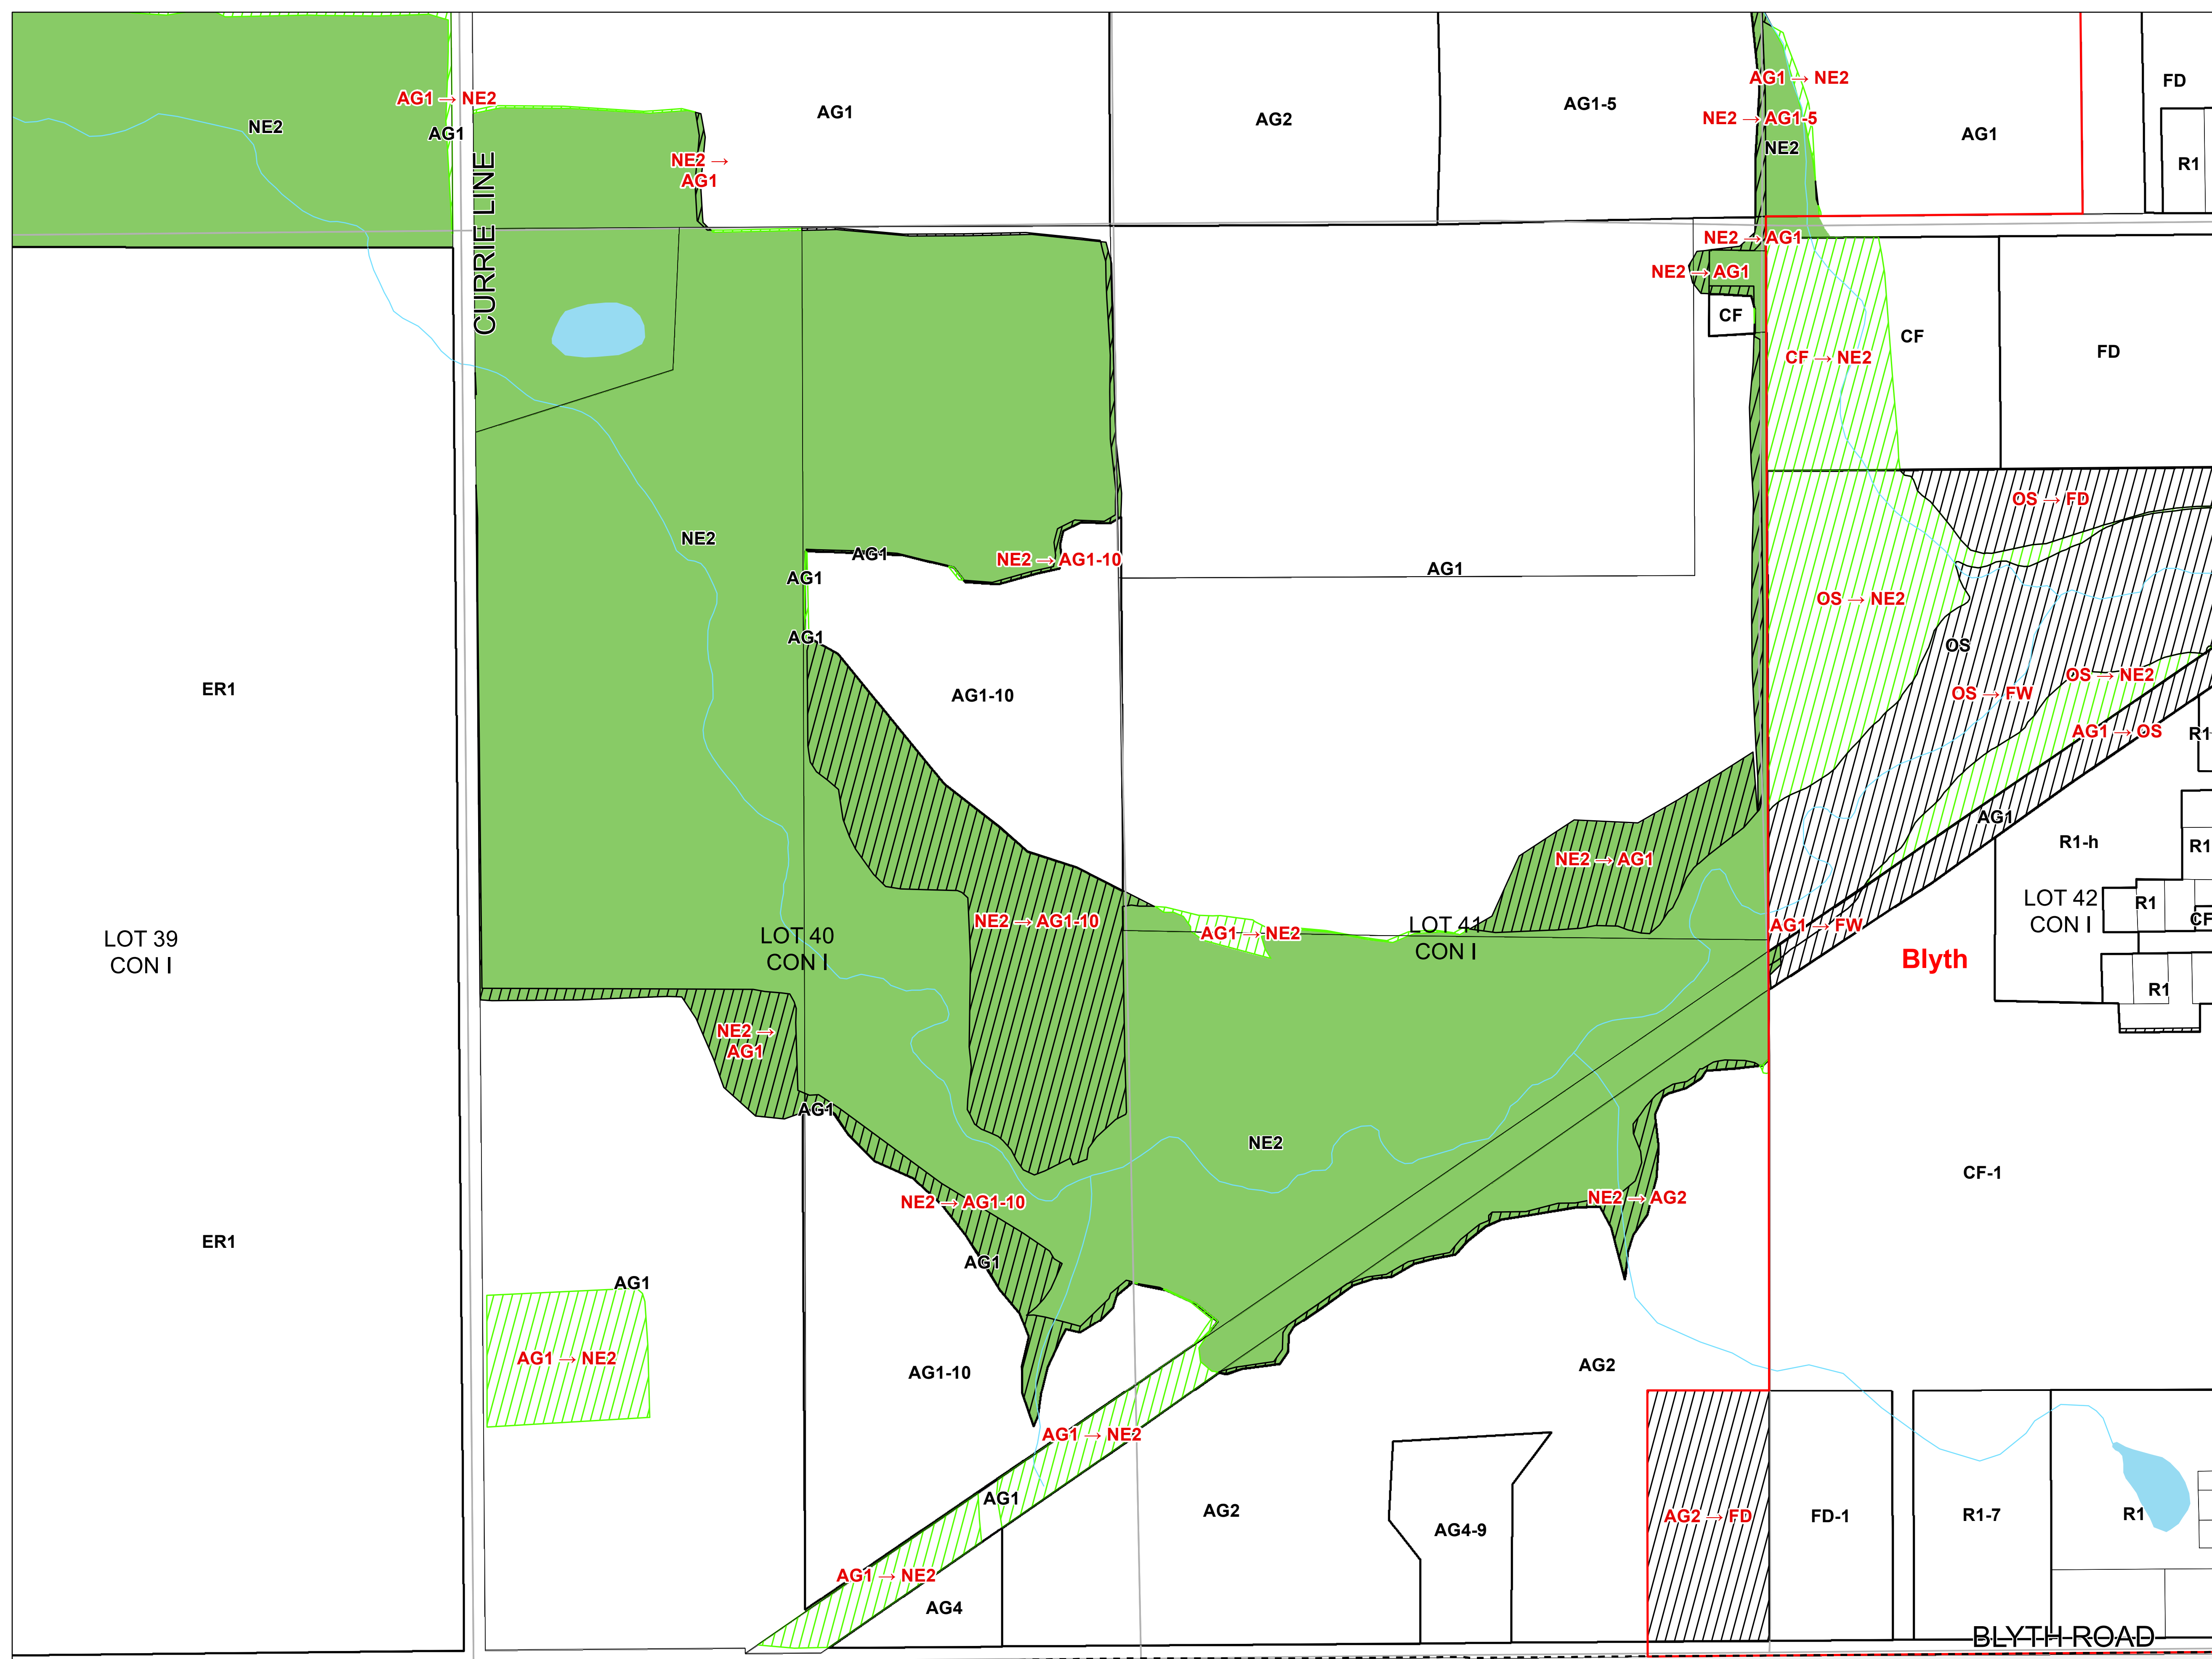 FD
AG1 → NE2
AG1 → NE2
AG1-5
AG1
AG2
NE2 → AG1-5
NE2
AG1
AG1
NE2
R1
NE2 →
AG1
CURRIE LINE
NE2 → AG1
NE2 → AG1
CF
CF
FD
CF → NE2
OS → FD
NE2
AG1
NE2 → AG1-10
AG1
AG1
OS → NE2
AG1
OS
OS → NE2
ER1
AG1-10
OS → FW
AG1 → OS
R1-
AG1
R1-h
R1
NE2 → AG1
LOT 42
CON I
R1
CF
NE2 → AG1-10
AG1 → NE2
LOT 41
CON I
AG1 → FW
LOT 39
CON I
LOT 40
CON I
Blyth
R1
NE2 →
AG1
AG1
NE2
CF-1
NE2 → AG1-10
NE2 → AG2
ER1
AG1
AG1
AG1 → NE2
AG1-10
AG2
AG1 → NE2
AG1
AG2
AG4-9
AG2 → FD
FD-1
R1-7
R1
AG1 → NE2
AG4
BLYTH ROAD